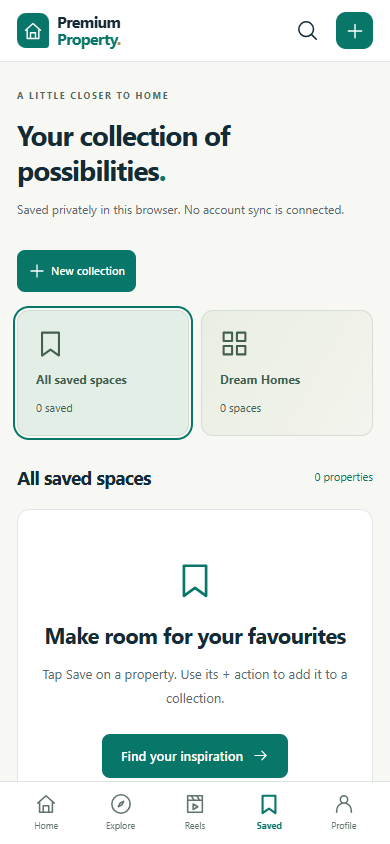 Premium
Property.
A LITTLE CLOSER TO HOME
Your collection of
possibilities.
Saved privately in this browser. No account sync is connected.
New collection
All saved spaces
0 saved
Dream Homes
0 spaces
All saved spaces
0 properties
Make room for your favourites
Tap Save on a property. Use its + action to add it to a
collection.
Find your inspiration →
Home
Explore
Reels
Saved
Profile